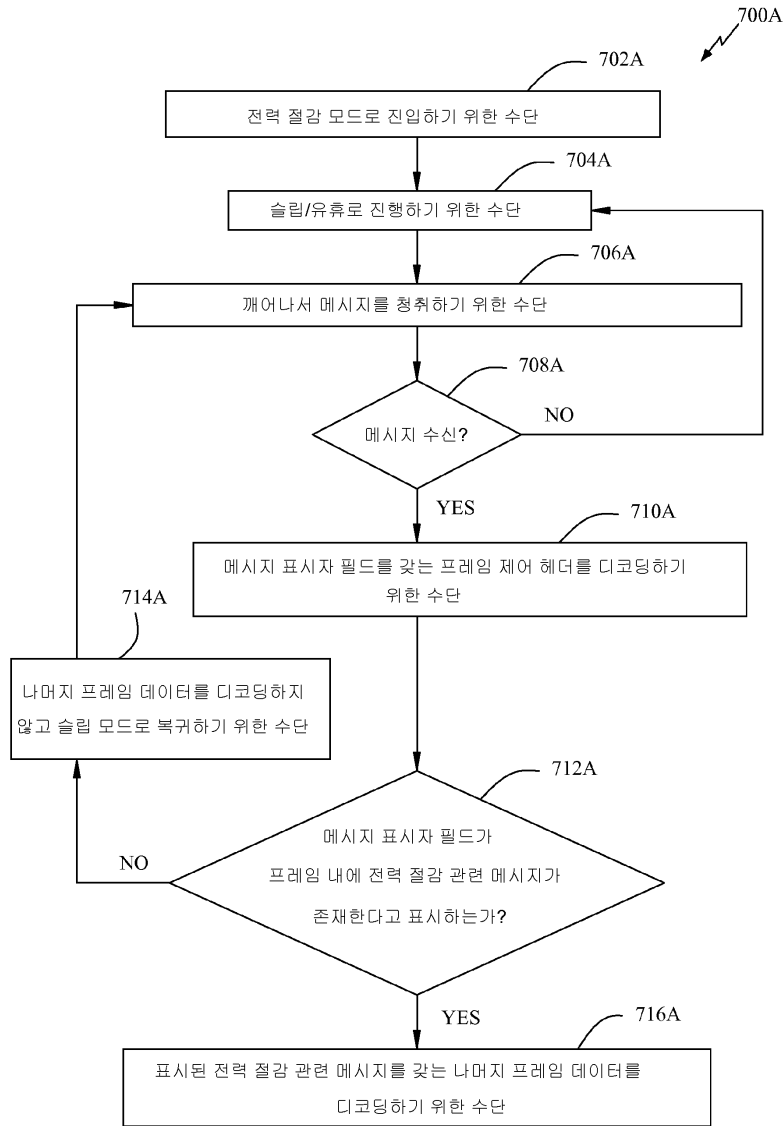 700A
702A
전력 절감 모드로 진입하기 위한 수단
704A
슬립/유휴로 진행하기 위한 수단
706A
깨어나서 메시지를 청취하기 위한 수단
708A
메시지 수신?
NO
YES
710A
메시지 표시자 필드를 갖는 프레임 제어 헤더를 디코딩하기
위한 수단
714A
나머지 프레임 데이터를 디코딩하지
않고 슬립 모드로 복귀하기 위한 수단
712A
메시지 표시자 필드가
프레임 내에 전력 절감 관련 메시지가
존재한다고 표시하는가?
NO
YES
716A
표시된 전력 절감 관련 메시지를 갖는 나머지 프레임 데이터를
디코딩하기 위한 수단